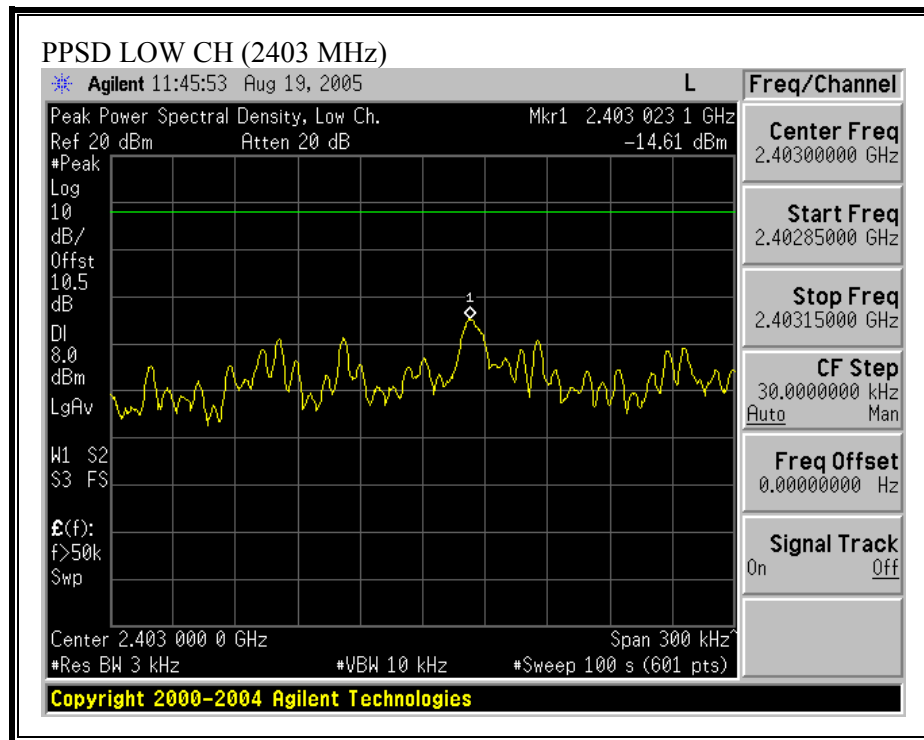 PPSD LOW CH (2403 MHz)
Agilent 11:45:53 Aug 19, 2005 L
Peak Power Spectral Density, Low Ch. Mkr1 2.403 023 1 GHz
Ref 20 dBm Atten 20 dB -14.61 dBm
#Peak
Log
10
dB/
Offst
10.5
dB
DI
8.0
dBm
LgAv
W1 S2
S3 FS
£(f):
f>50k
Swp
1
Center 2.403 000 0 GHz Span 300 kHz^
#Res BW 3 kHz #VBW 10 kHz #Sweep 100 s (601 pts)
Copyright 2000-2004 Agilent Technologies
Freq/Channel
Center Freq
2.40300000 GHz
Start Freq
2.40285000 GHz
Stop Freq
2.40315000 GHz
CF Step
30.0000000 kHz
Auto Man
Freq Offset
0.00000000 Hz
Signal Track
On Off